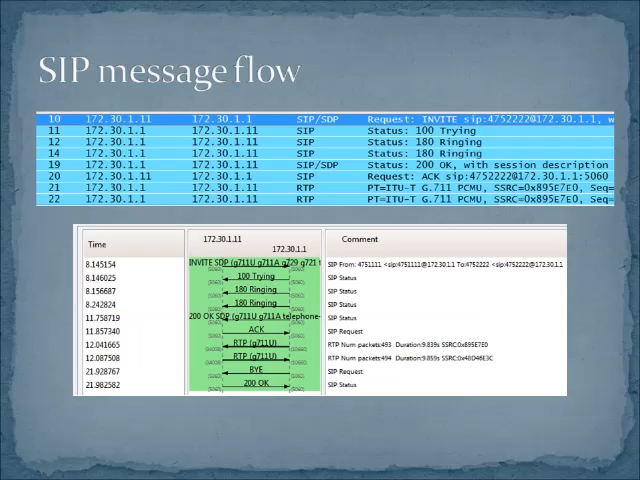 SIP message flow
10 172.30.1.11 172.30.1.1 SIP/SDP Request: INVITE sip:4752222@172.30.1.1, w
11 172.30.1.1 172.30.1.11 SIP Status: 100 Trying
12 172.30.1.1 172.30.1.11 SIP Status: 180 Ringing
14 172.30.1.1 172.30.1.11 SIP Status: 180 Ringing
19 172.30.1.1 172.30.1.11 SIP/SDP Status: 200 OK, with session description
20 172.30.1.11 172.30.1.1 SIP Request: ACK sip:4752222@172.30.1.1:5060
21 172.30.1.1 172.30.1.11 RTP PT=ITU-T G.711 PCMU, SSRC=0x895E7E0, Seq=
22 172.30.1.1 172.30.1.11 RTP PT=ITU-T G.711 PCMU, SSRC=0x895E7E0, Seq=
Time 172.30.1.11 172.30.1.1 Comment
8.145154 INVITE SDP (g711U g711A g729 g721 t SIP From: 4751111 <sip:4751111@172.30.1.1 To:4752222 <sip:4752222@172.30.1.1
8.146025 100 Trying SIP Status
8.156687 180 Ringing SIP Status
8.242824 180 Ringing SIP Status
11.758719 200 OK SDP (g711U g711A telephone- SIP Status
11.857340 ACK SIP Request
12.041665 RTP (g711U) RTP Num packets:493 Duration:9.839s SSRC:0x895E7E0
12.087508 RTP (g711U) RTP Num packets:494 Duration:9.859s SSRC:0x48D46E3C
21.928767 BYE SIP Request
21.982582 200 OK SIP Status